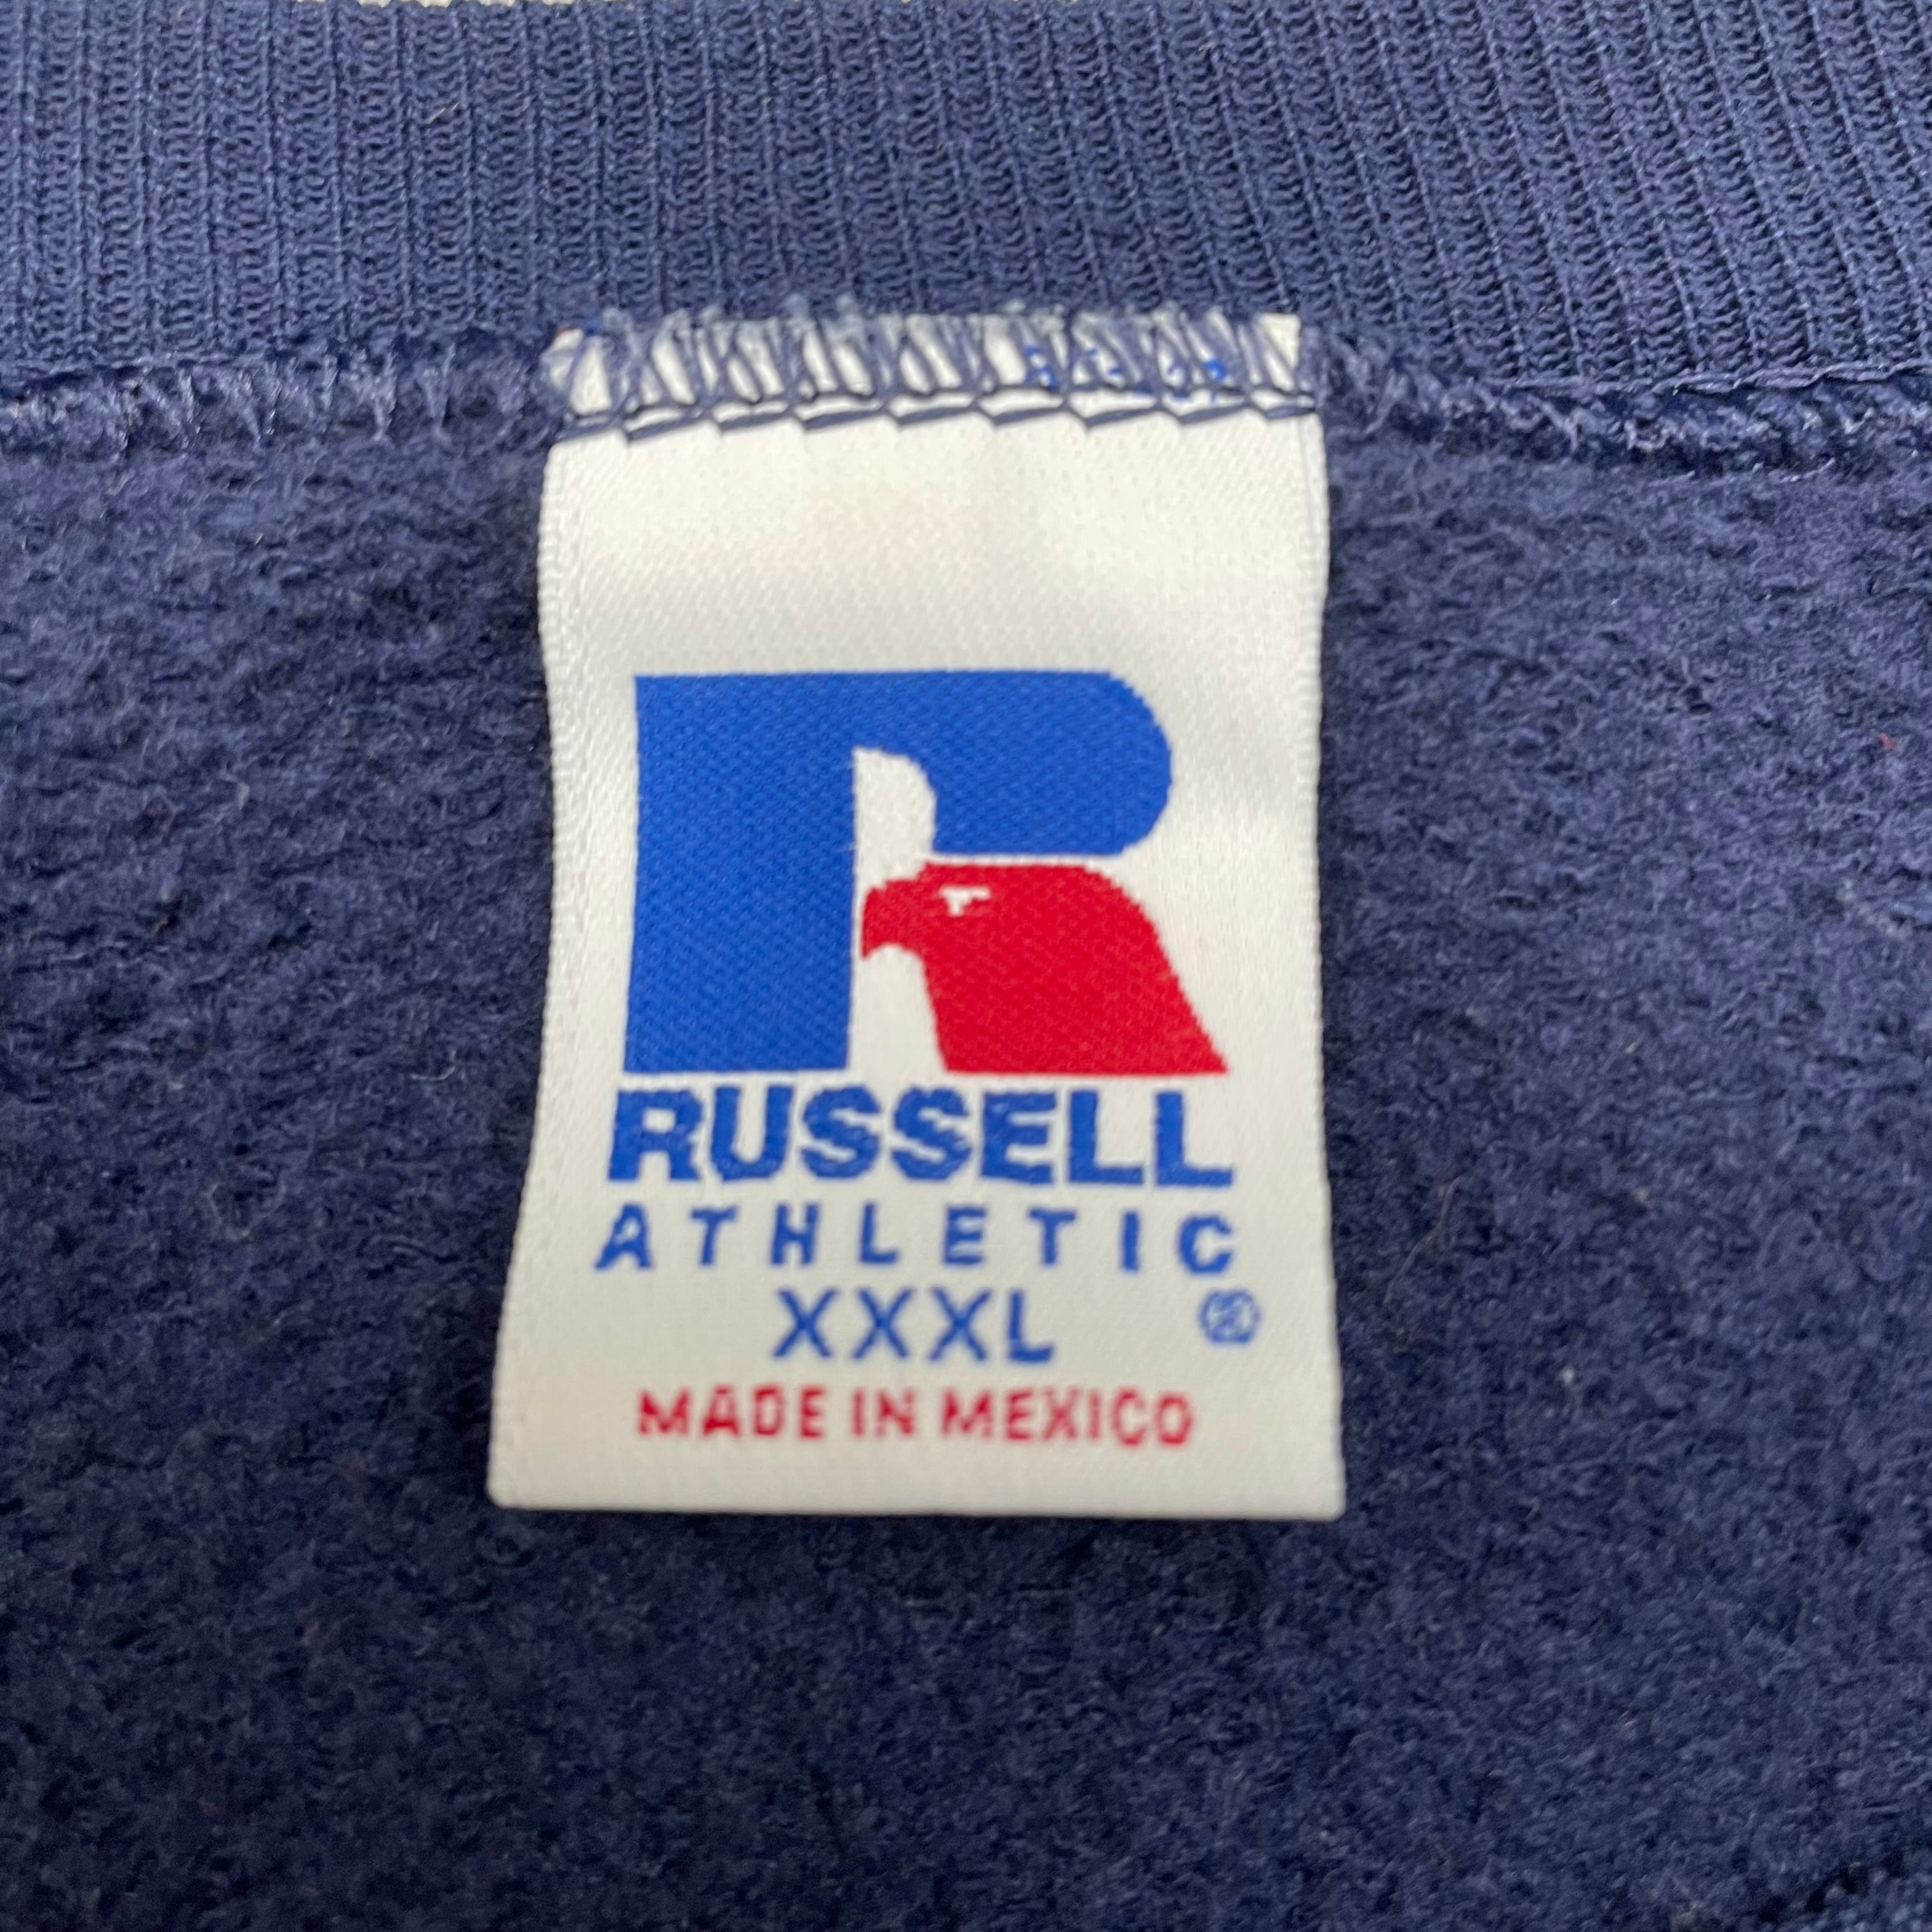 RUSSELL
ATHLETIC
XXXL ®
MADE IN MEXICO